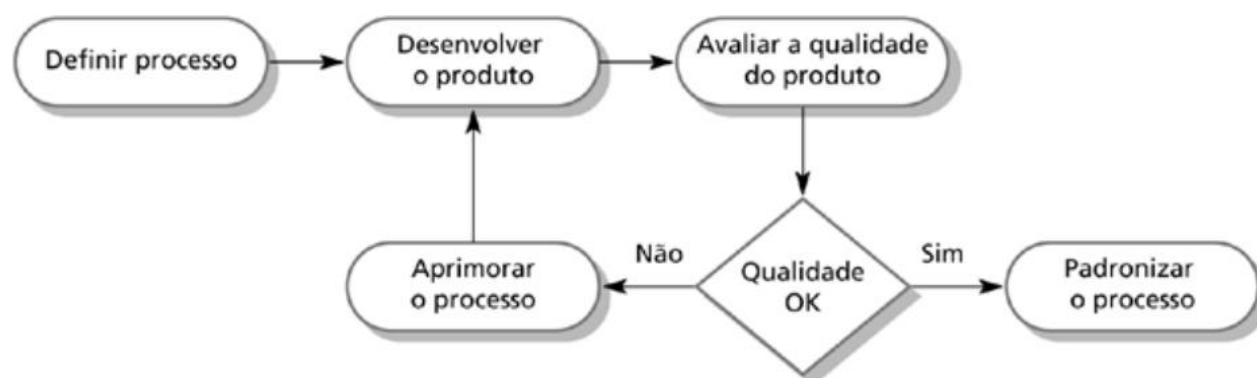 Definir processo
Desenvolver
o produto
Avaliar a qualidade
do produto
Aprimorar
o processo
Não
Qualidade
OK
Sim
Padronizar
o processo